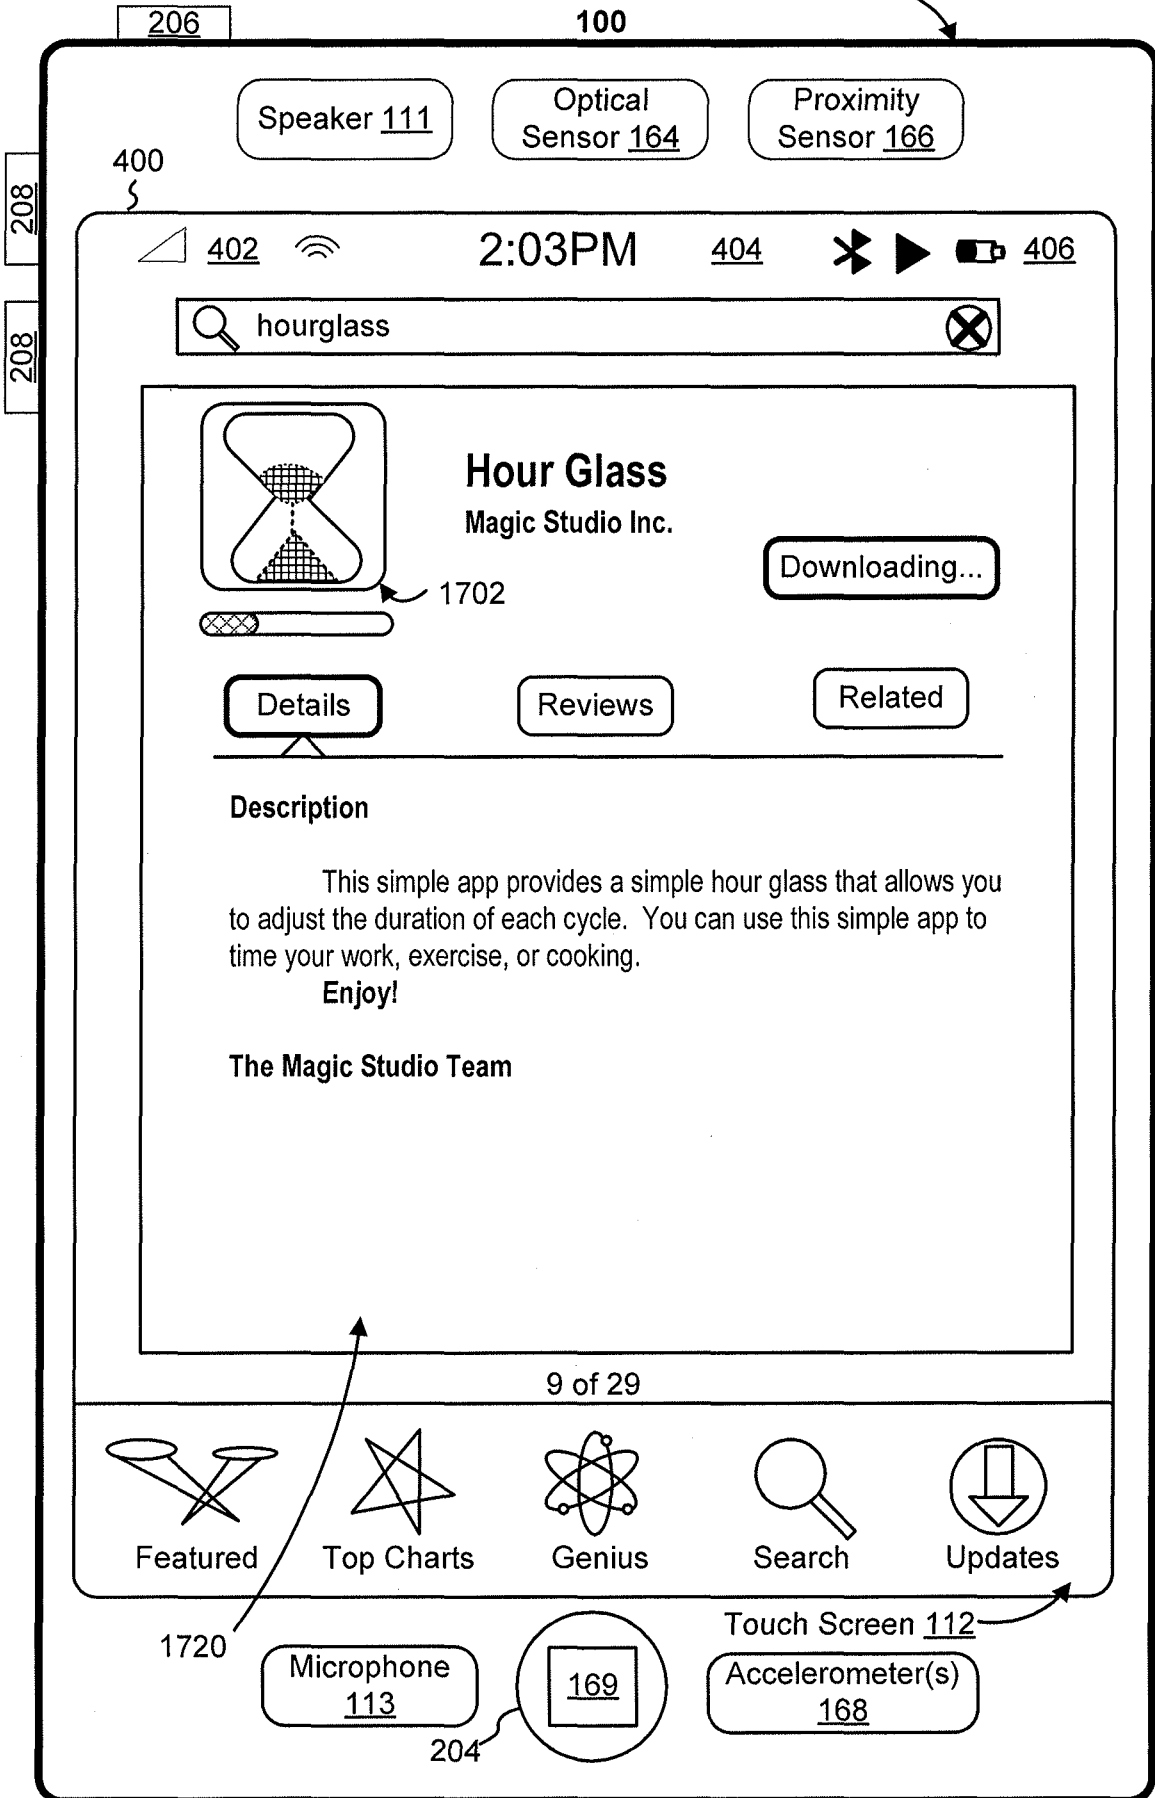 206
100
Speaker 111
Optical
Sensor 164
Proximity
Sensor 166
400
208
208
402
2:03PM
404
406
hourglass
Hour Glass
Magic Studio Inc.
Downloading...
1702
Details
Reviews
Related
Description
This simple app provides a simple hour glass that allows you
to adjust the duration of each cycle.  You can use this simple app to
time your work, exercise, or cooking.
Enjoy!
The Magic Studio Team
9 of 29
Featured
Top Charts
Genius
Search
Updates
1720
Touch Screen 112
Microphone
113
169
Accelerometer(s)
168
204